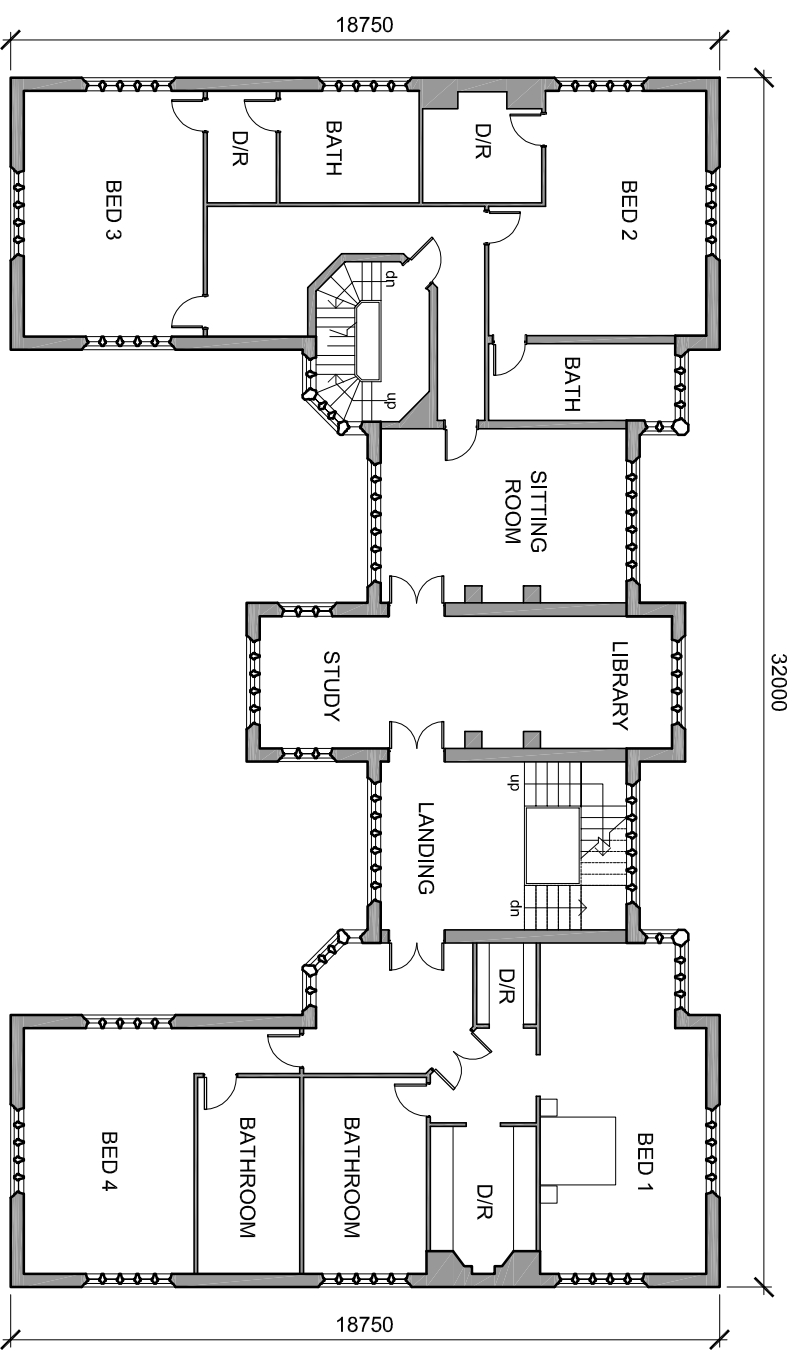 18750
BED 3
D/R
BATH
D/R
BED 2
dn
up
BATH
SITTING
ROOM
STUDY
LIBRARY
32000
up
LANDING
dn
D/R
BED 4
BATHROOM
BATHROOM
D/R
BED 1
18750